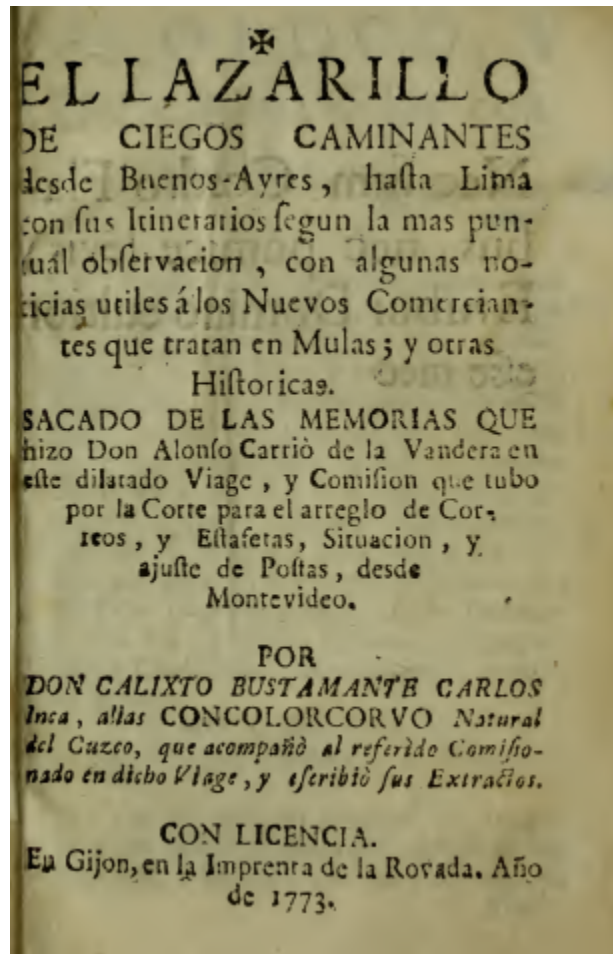 ✠
EL LAZARILLO
DE CIEGOS CAMINANTES
desde Buenos-Ayres, haſta Lima
con ſus Itinerarios ſegun la mas pun-
tual obſervacion, con algunas no-
ticias utiles á los Nuevos Comercian-
tes que tratan en Mulas; y otras
Hiſtoricas.
SACADO DE LAS MEMORIAS QUE
hizo Don Alonſo Carriò de la Vandera en
eſte dilatado Viage, y Comiſion que tubo
por la Corte para el arreglo de Cor-
reos, y Eſtafetas, Situacion, y
ajuſte de Poſtas, desde
Montevideo.
POR
DON CALIXTO BUSTAMANTE CARLOS
Inca, alias CONCOLORCORVO Natural
del Cuzco, que acompañò al referido Comiſio-
nado en dicho Viage, y eſcribiò ſus Extractos.
CON LICENCIA.
En Gijon, en la Imprenta de la Rovada. Año
de 1773.